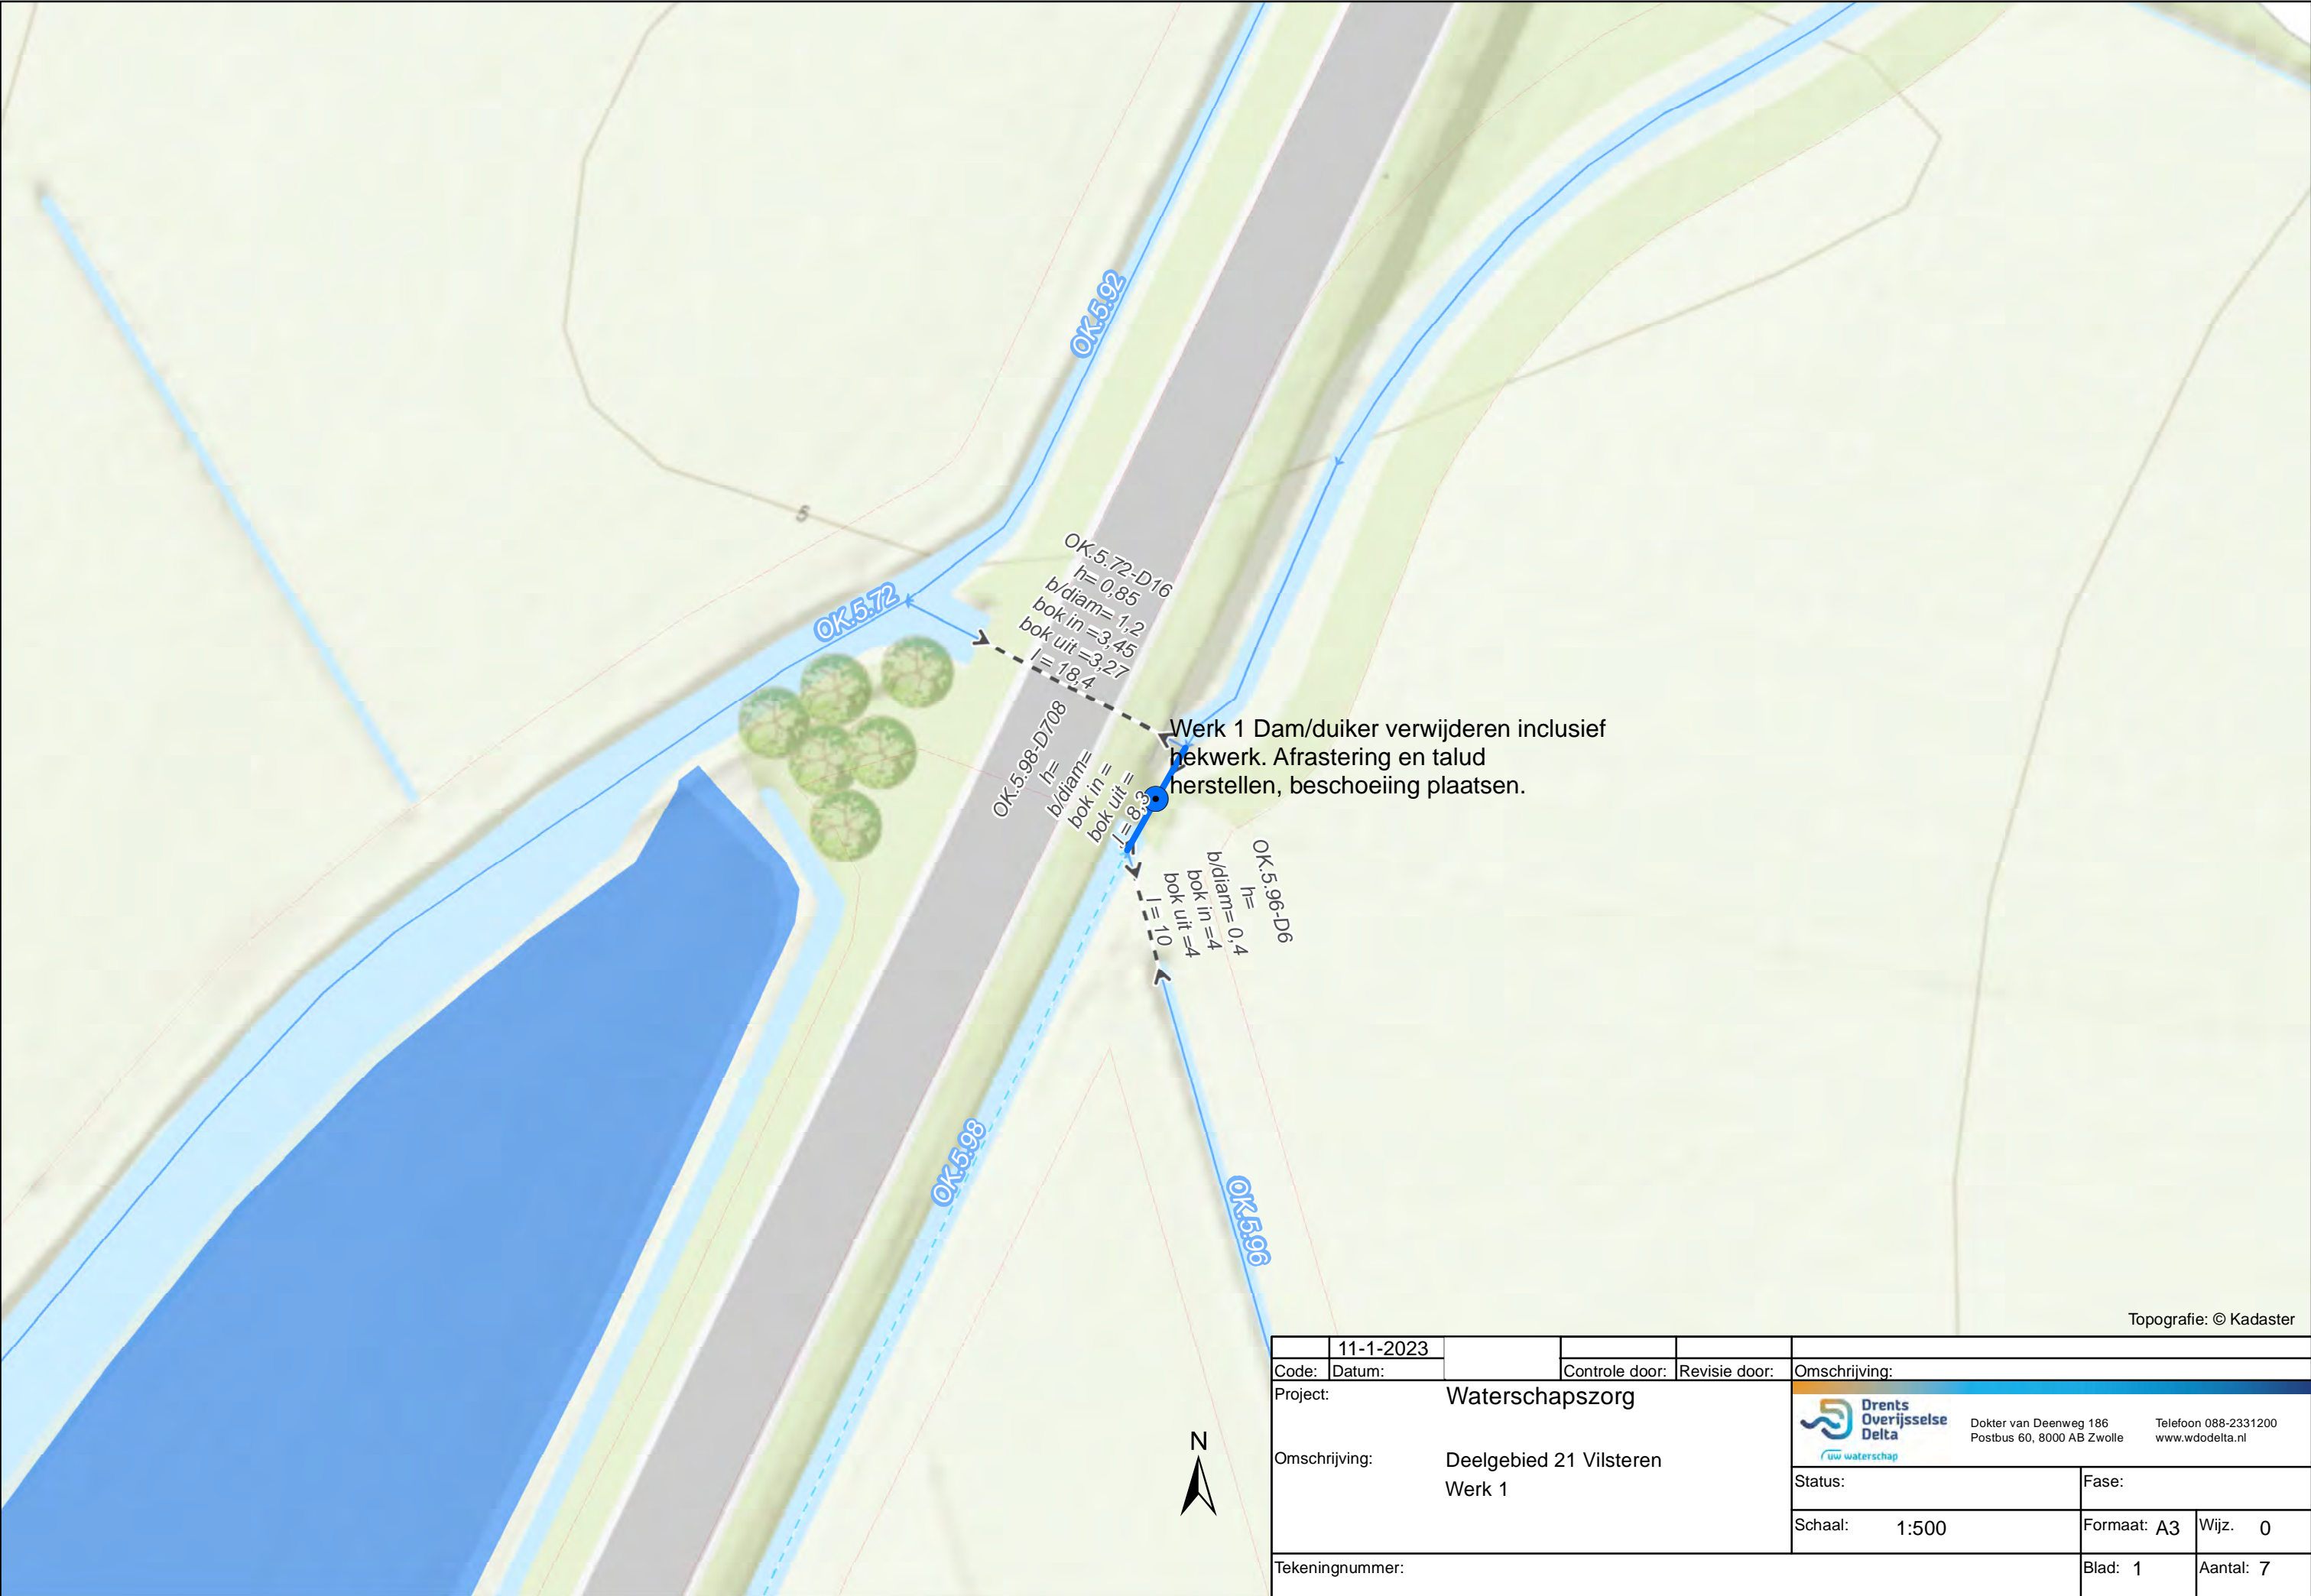 OK.5.92
5
OK.5.72
OK.5.72-D16
h= 0,85
b/diam= 1,2
bok in =3,45
bok uit =3,27
l = 18,4
OK.5.98-D708
h=
b/diam=
bok in =
bok uit =
l = 8,3
Werk 1 Dam/duiker verwijderen inclusief
hekwerk. Afrastering en talud
herstellen, beschoeiing plaatsen.
OK.5.96-D6
h=
b/diam= 0,4
bok in =4
bok uit =4
l = 10
OK.5.98
OK.5.96
N
Topografie: © Kadaster
11-1-2023
Code: Datum: Controle door: Revisie door: Omschrijving:
Project: Waterschapszorg
Omschrijving: Deelgebied 21 Vilsteren
Werk 1
Drents
Overijsselse
Delta
uw waterschap
Dokter van Deenweg 186
Postbus 60, 8000 AB Zwolle
Telefoon 088-2331200
www.wdodelta.nl
Status: Fase:
Schaal: 1:500 Formaat: A3 Wijz. 0
Tekeningnummer: Blad: 1 Aantal: 7